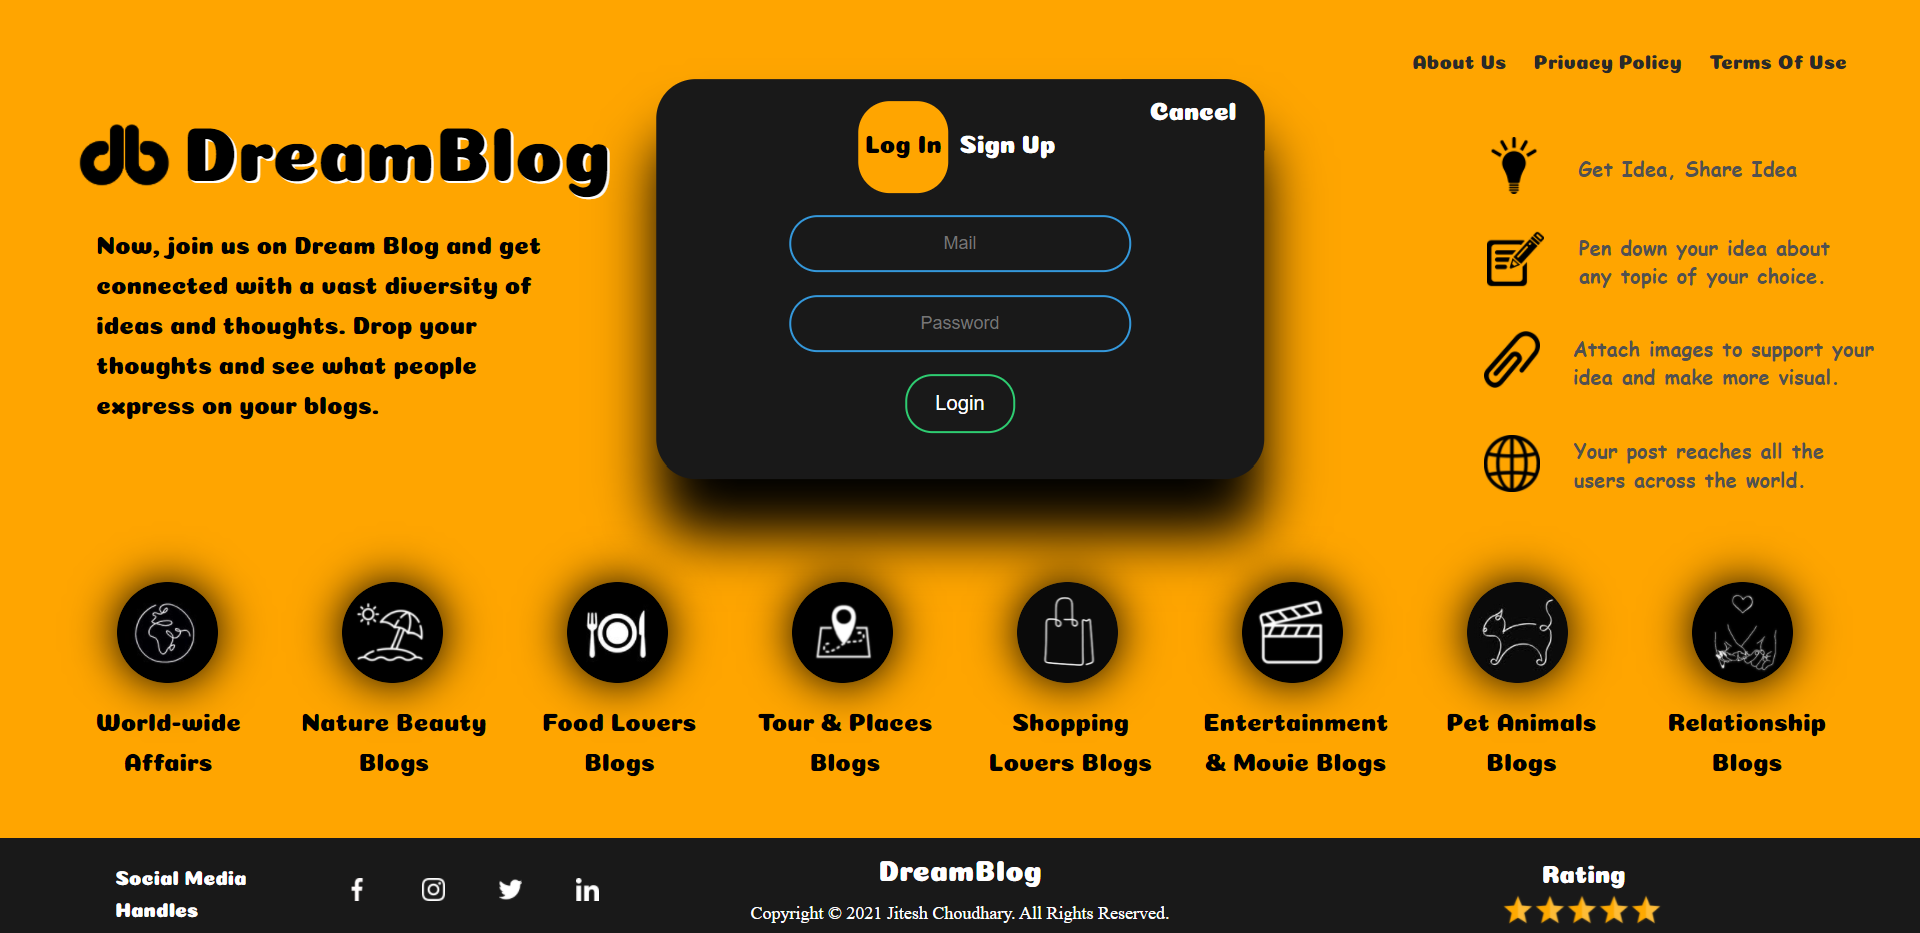 About Us Privacy Policy Terms Of Use
db DreamBlog
Now, join us on Dream Blog and get
connected with a vast diversity of
ideas and thoughts. Drop your
thoughts and see what people
express on your blogs.
Cancel
Log In Sign Up
Mail
Password
Login
Get Idea, Share Idea
Pen down your idea about
any topic of your choice.
Attach images to support your
idea and make more visual.
Your post reaches all the
users across the world.
World-wide
Affairs
Nature Beauty
Blogs
Food Lovers
Blogs
Tour & Places
Blogs
Shopping
Lovers Blogs
Entertainment
& Movie Blogs
Pet Animals
Blogs
Relationship
Blogs
Social Media
Handles
DreamBlog
Copyright © 2021 Jitesh Choudhary. All Rights Reserved.
Rating